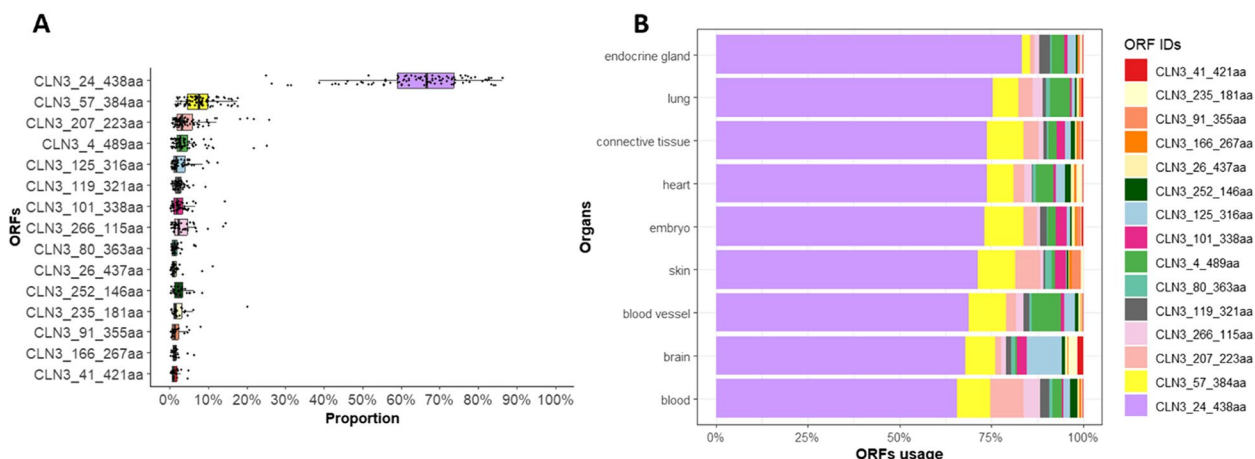 A
ORFs
CLN3_24_438aa
CLN3_57_384aa
CLN3_207_223aa
CLN3_4_489aa
CLN3_125_316aa
CLN3_119_321aa
CLN3_101_338aa
CLN3_266_115aa
CLN3_80_363aa
CLN3_26_437aa
CLN3_252_146aa
CLN3_235_181aa
CLN3_91_355aa
CLN3_166_267aa
CLN3_41_421aa
0% 10% 20% 30% 40% 50% 60% 70% 80% 90% 100%
Proportion
B
Organs
endocrine gland
lung
connective tissue
heart
embryo
skin
blood vessel
brain
blood
0% 25% 50% 75% 100%
ORFs usage
ORF IDs
CLN3_41_421aa
CLN3_235_181aa
CLN3_91_355aa
CLN3_166_267aa
CLN3_26_437aa
CLN3_252_146aa
CLN3_125_316aa
CLN3_101_338aa
CLN3_4_489aa
CLN3_80_363aa
CLN3_119_321aa
CLN3_266_115aa
CLN3_207_223aa
CLN3_57_384aa
CLN3_24_438aa